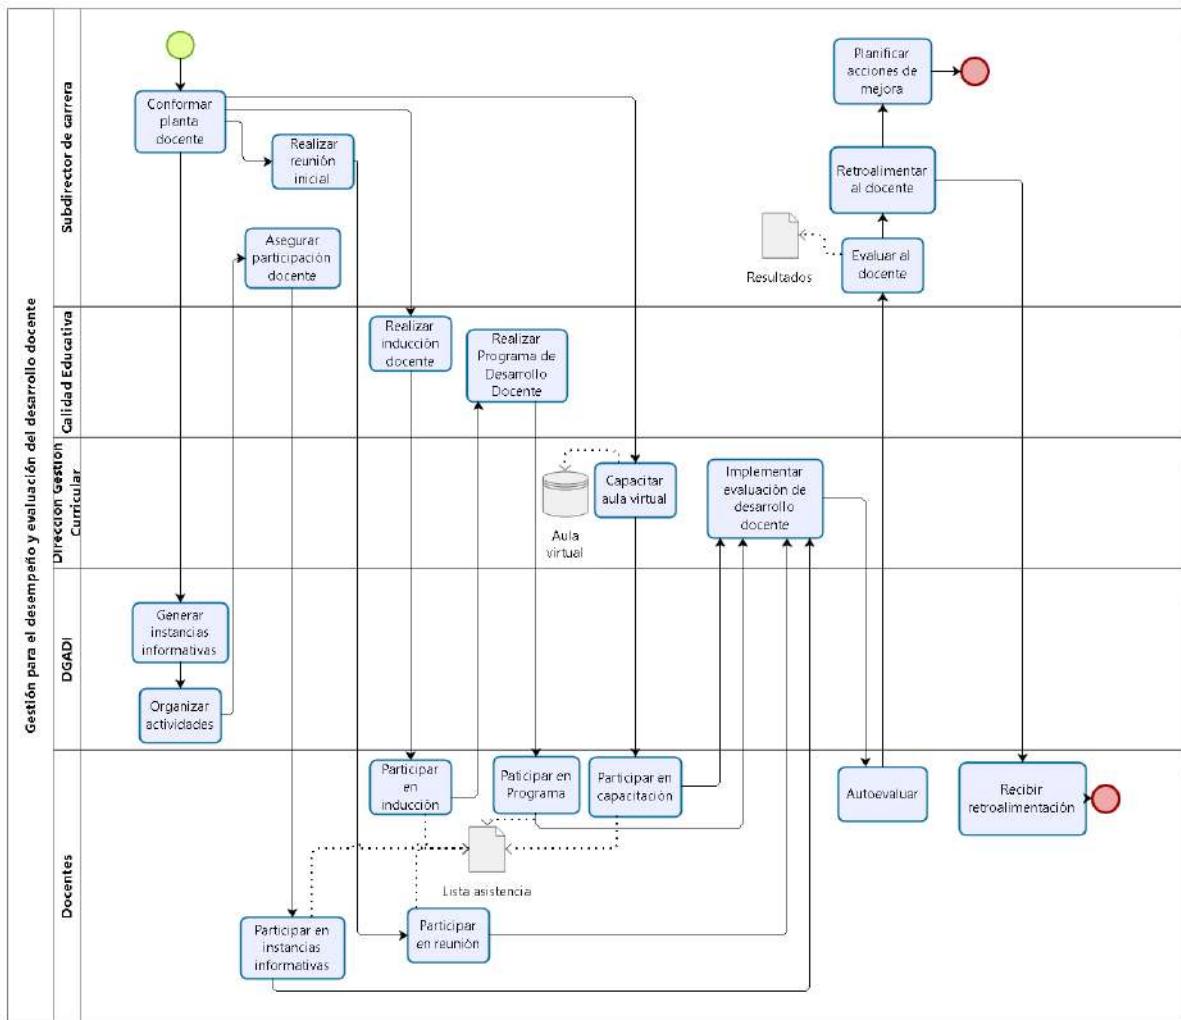 Gestión para el desempeño y evaluación del desarrollo docente
Subdirector de carrera
Conformar
planta
docente
Realizar
reunión
inicial
Asegurar
participación
docente
Planificar
acciones de
mejora
Retroalimentar
al docente
Evaluar al
docente
Resultados
Calidad Educativa
Realizar
inducción
docente
Realizar
Programa de
Desarrollo
Docente
Dirección Gestión
Curricular
Aula
virtual
Capacitar
aula virtual
Implementar
evaluación de
desarrollo
docente
DGADI
Generar
instancias
informativas
Organizar
actividades
Docentes
Participar
en
inducción
Paticipar en
Programa
Participar en
capacitación
Autoevaluar
Recibir
retroalimentación
Lista asistencia
Participar en
instancias
informativas
Participar
en reunión